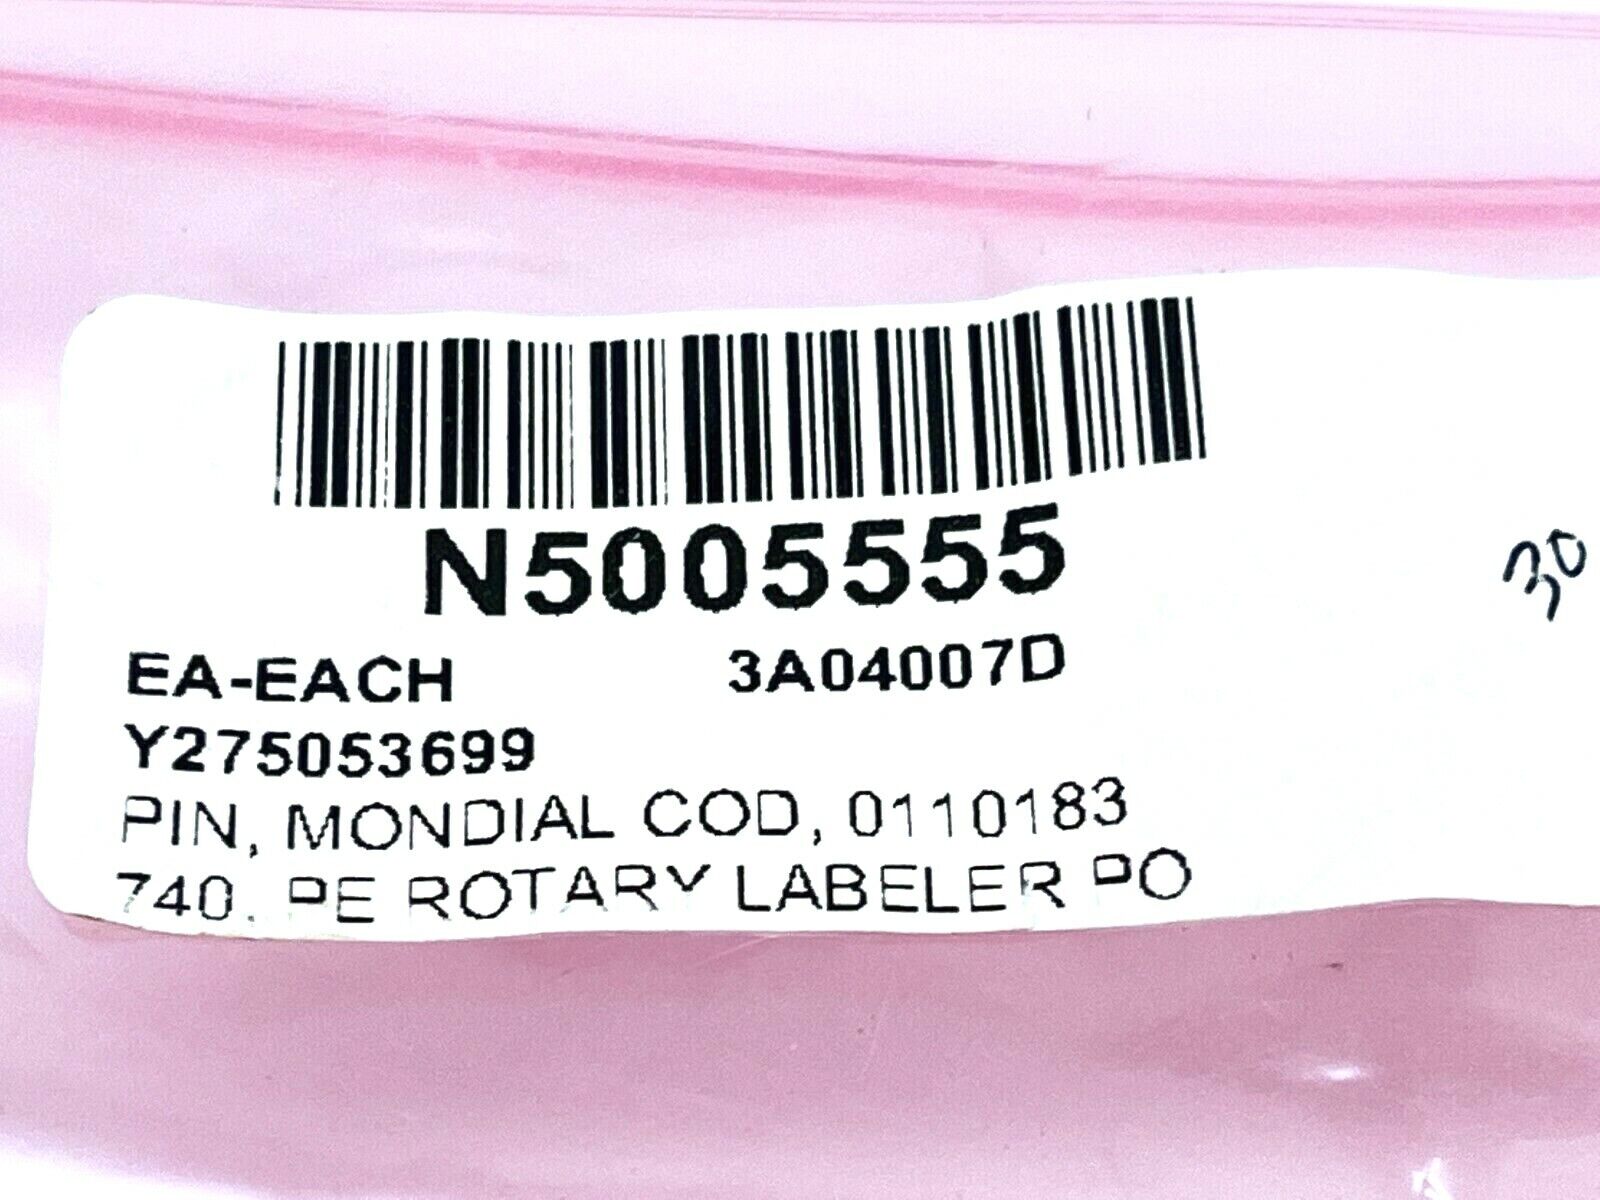 N5005555
30
EA-EACH 3A04007D
Y275053699
PIN, MONDIAL COD, 0110183
740, PE ROTARY LABELER PO